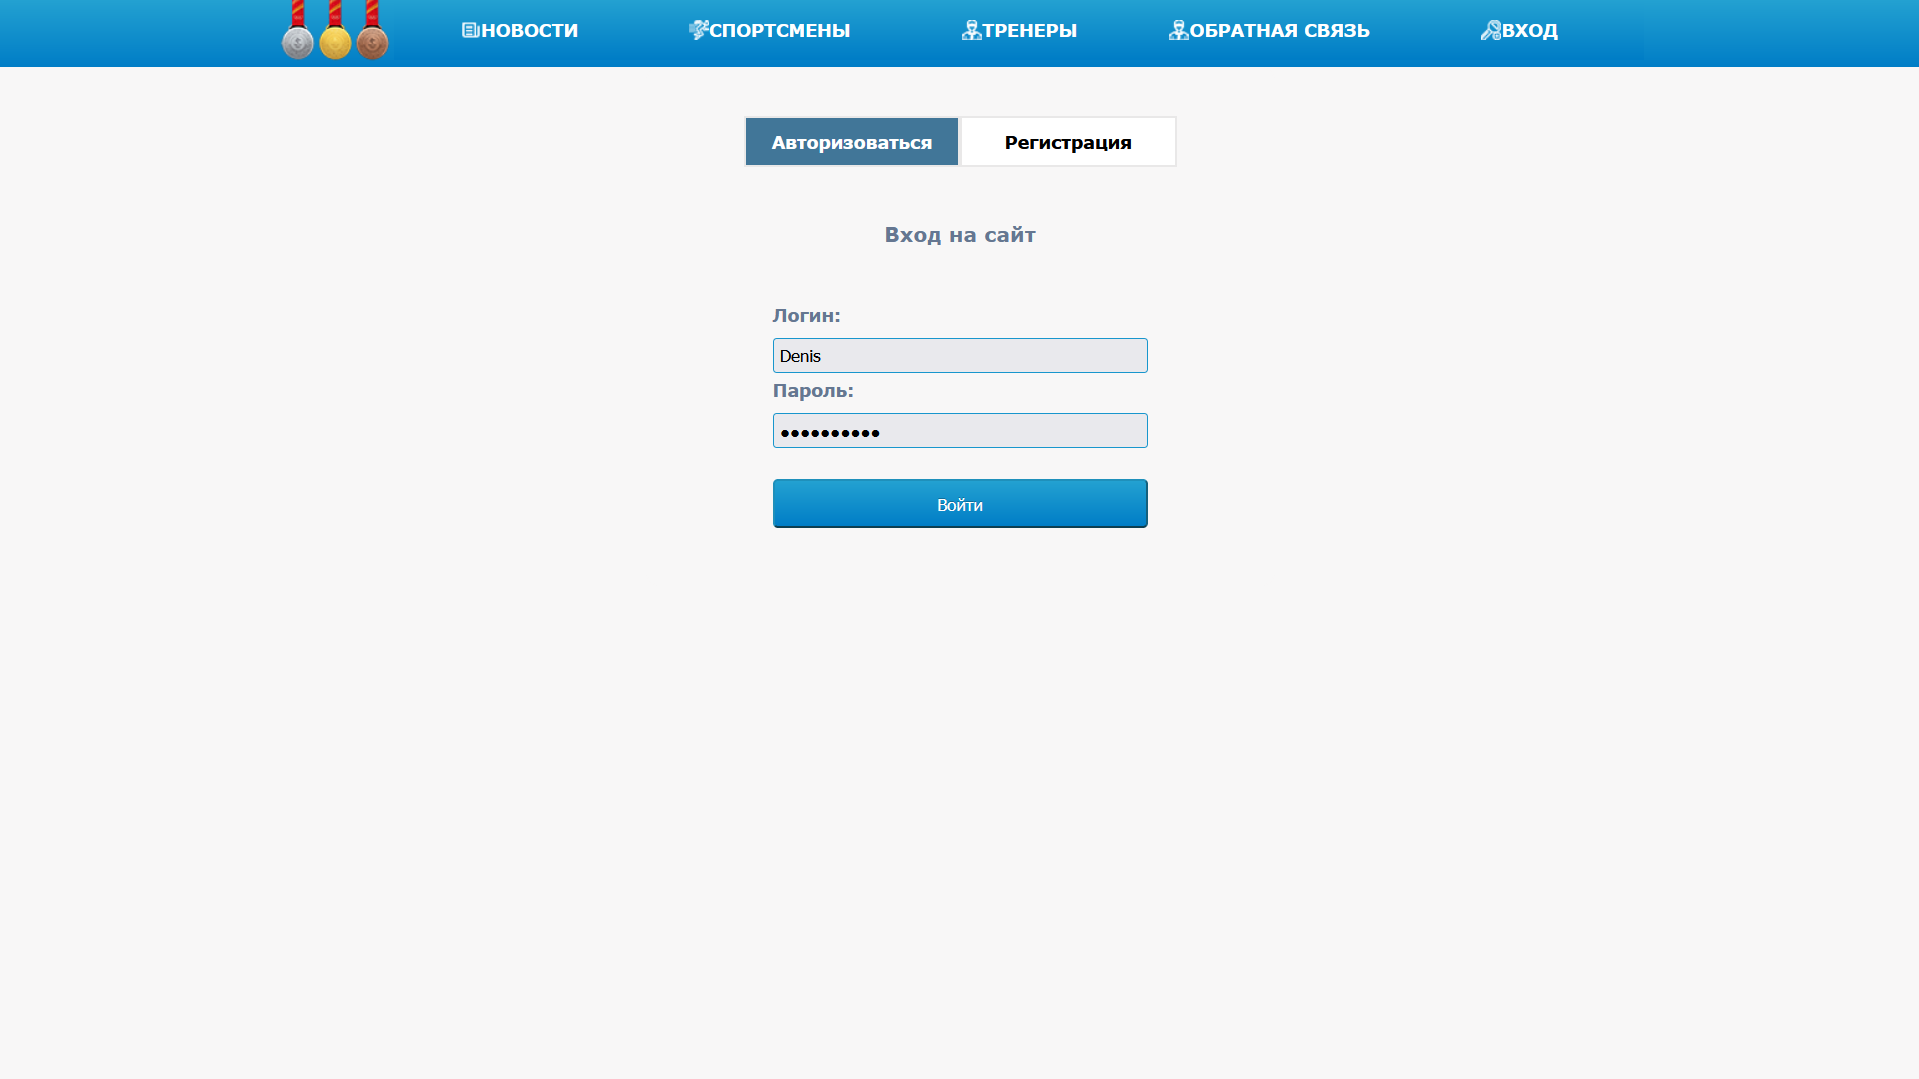 НОВОСТИ СПОРТСМЕНЫ ТРЕНЕРЫ ОБРАТНАЯ СВЯЗЬ ВХОД
Авторизоваться Регистрация
Вход на сайт
Логин:
Denis
Пароль:
••••••••••
Войти